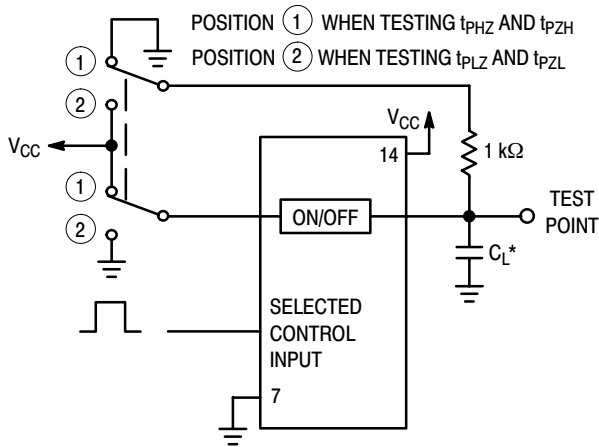 POSITION 1 WHEN TESTING tPHZ AND tPZH
POSITION 2 WHEN TESTING tPLZ AND tPZL
1
2
VCC
1
2
VCC
14
1 kΩ
ON/OFF
TEST
POINT
CL*
SELECTED
CONTROL
INPUT
7